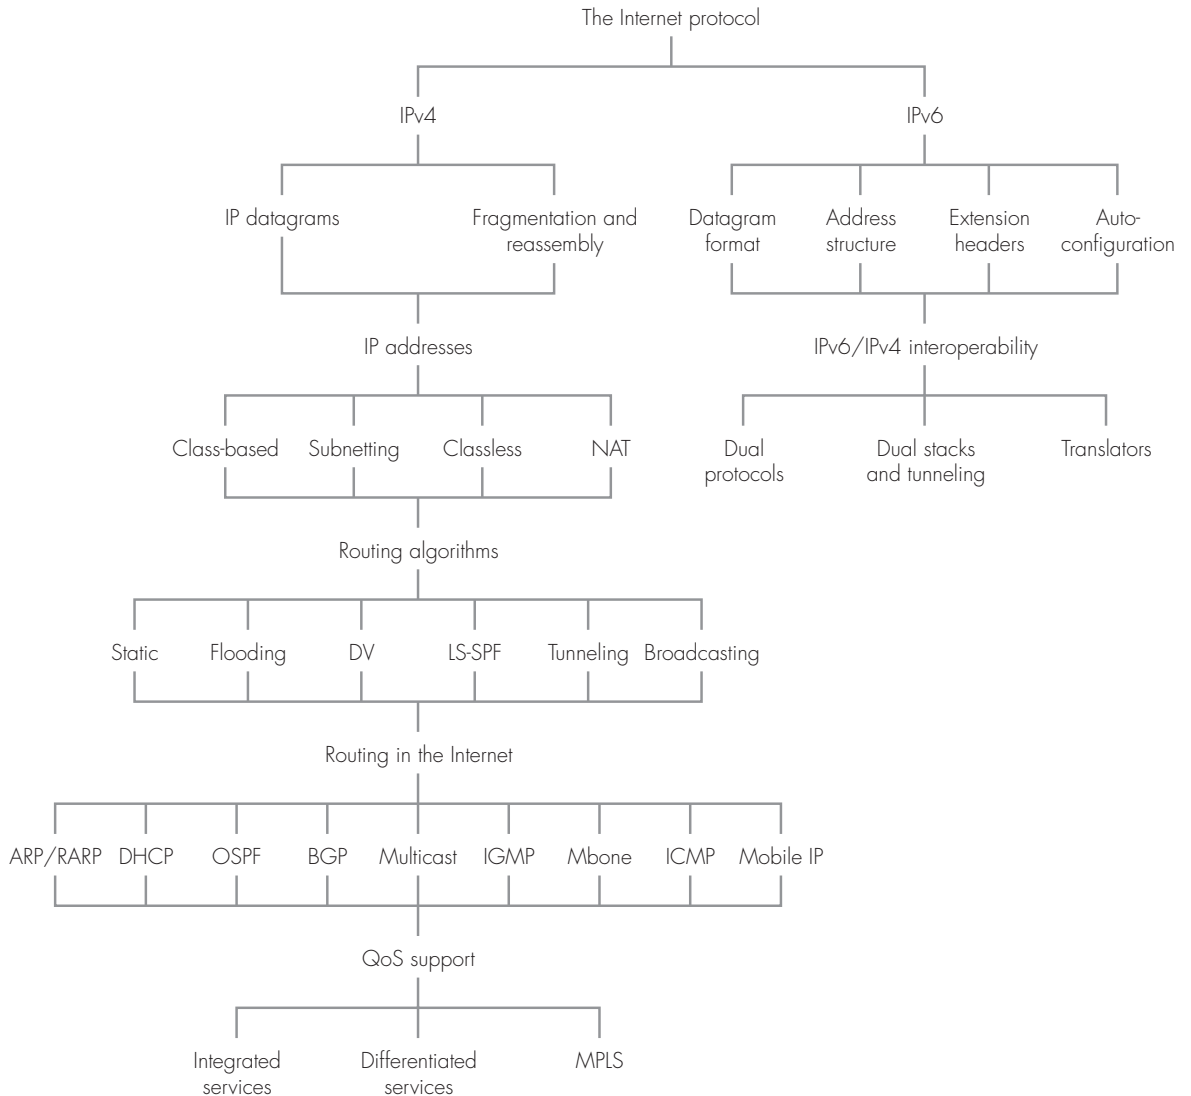 The Internet protocol
IPv4
IPv6
IP datagrams
Fragmentation and
reassembly
Datagram
format
Address
structure
Extension
headers
Auto-
configuration
IP addresses
IPv6/IPv4 interoperability
Class-based
Subnetting
Classless
NAT
Dual
protocols
Dual stacks
and tunneling
Translators
Routing algorithms
Static
Flooding
DV
LS-SPF
Tunneling
Broadcasting
Routing in the Internet
ARP/RARP
DHCP
OSPF
BGP
Multicast
IGMP
Mbone
ICMP
Mobile IP
QoS support
Integrated
services
Differentiated
services
MPLS